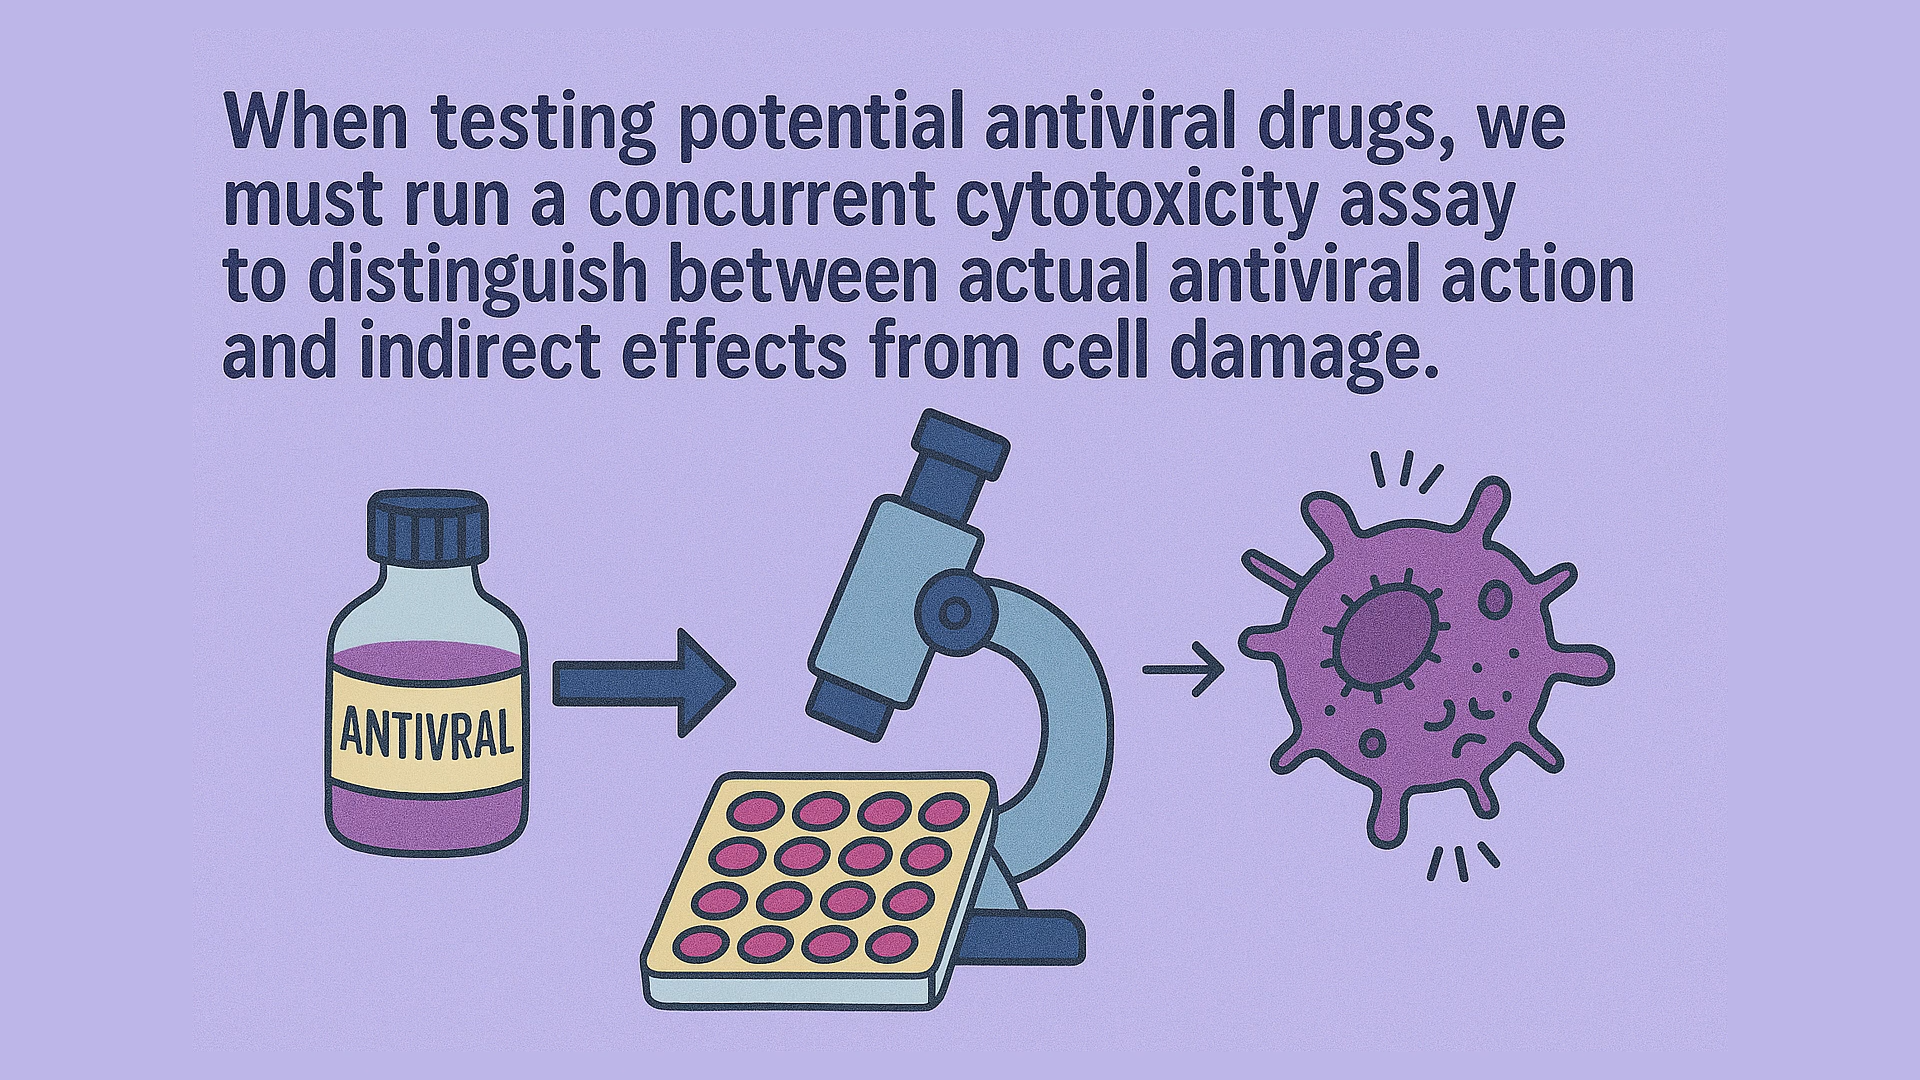 When testing potential antiviral drugs, we
must run a concurrent cytotoxicity assay
to distinguish between actual antiviral action
and indirect effects from cell damage.
ANTIVRAL